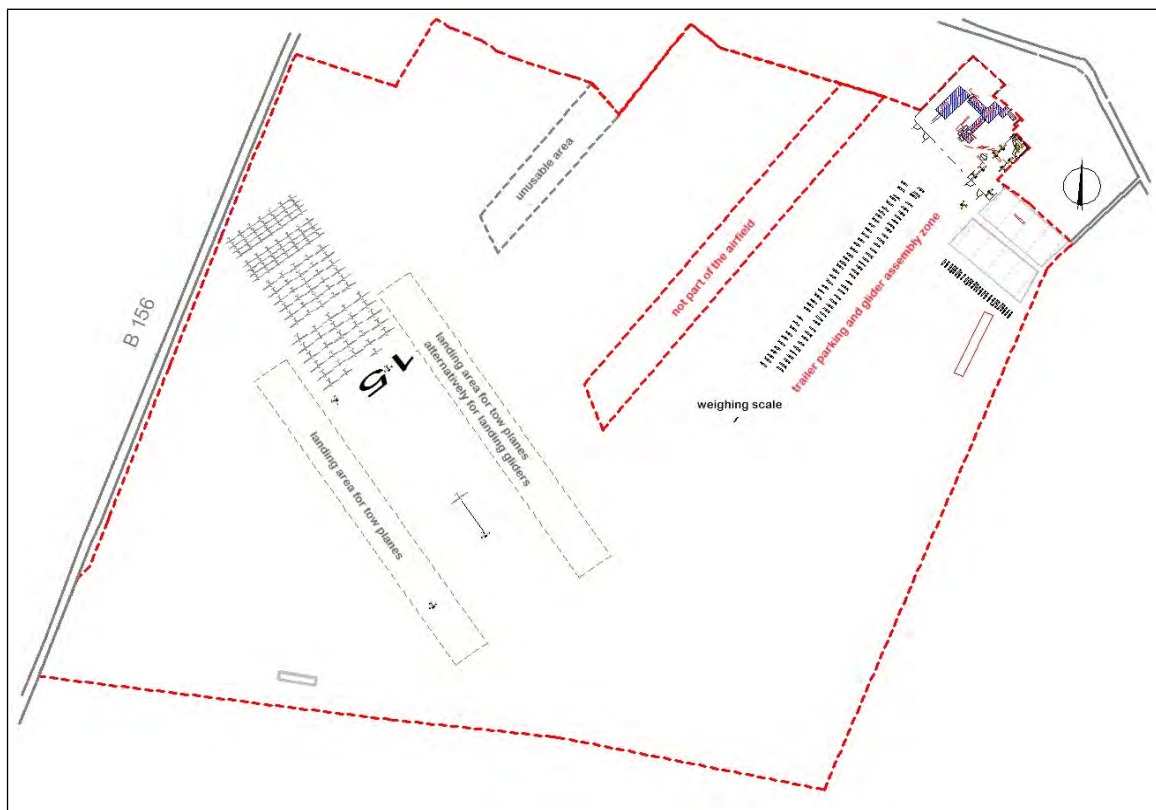 unusable area
B 156
not part of the airfield
trailer parking and glider assembly zone
landing area for tow planes
alternatively for landing gliders
15
weighing scale
landing area for tow planes